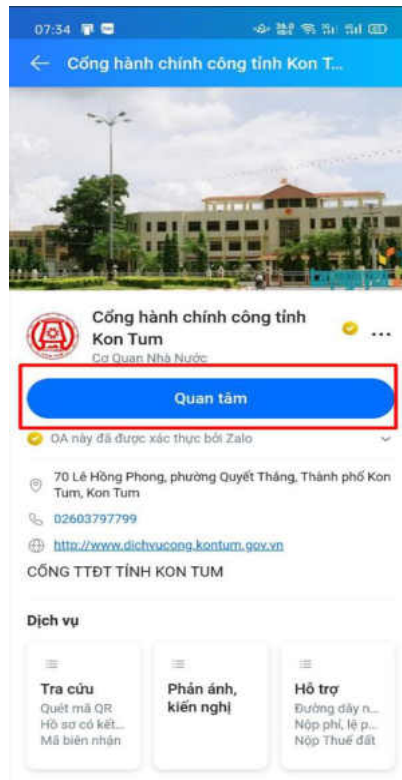 07:34
Cổng hành chính công tỉnh Kon T...
Cổng hành chính công tỉnh
Kon Tum
Cơ Quan Nhà Nước
Quan tâm
OA này đã được xác thực bởi Zalo
70 Lê Hồng Phong, phường Quyết Thắng, Thành phố Kon
Tum, Kon Tum
02603797799
http://www.dichvucong.kontum.gov.vn
CỔNG TTĐT TỈNH KON TUM
Dịch vụ
Tra cứu
Quét mã QR
Hồ sơ có kết...
Mã biên nhận
Phản ánh,
kiến nghị
Hỗ trợ
Đường dây n...
Nộp phí, lệ p...
Nộp Thuế đất